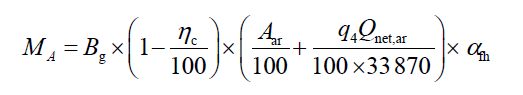 M_A = B_g × (1 − η_c/100) × (A_ar/100 + q_4Q_net,ar/(100 × 33 870)) × α_fh